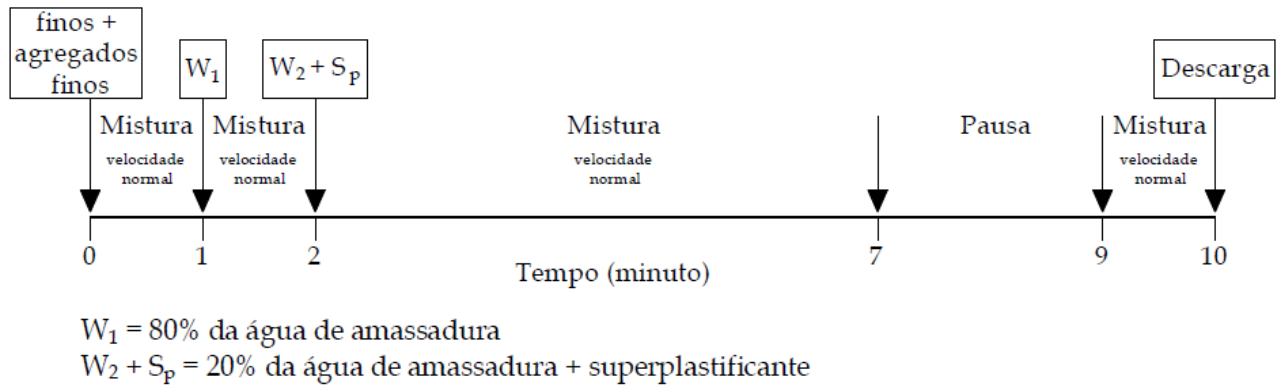 finos +
agregados
finos
W₁
W₂ + Sₚ
Descarga
Mistura
velocidade
normal
Mistura
velocidade
normal
Mistura
velocidade
normal
Pausa
Mistura
velocidade
normal
0
1
2
7
9
10
Tempo (minuto)
W₁ = 80% da água de amassadura
W₂ + Sₚ = 20% da água de amassadura + superplastificante